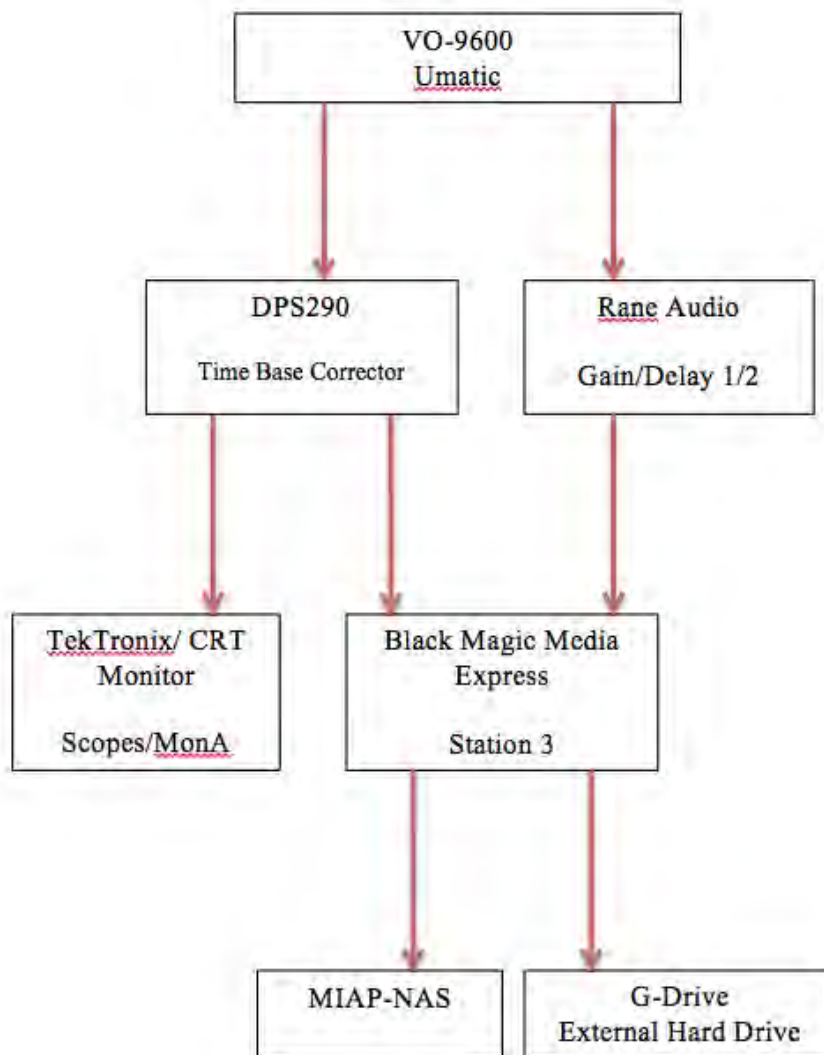 VO-9600
Umatic
DPS290
Time Base Corrector
Rane Audio
Gain/Delay 1/2
TekTronix/ CRT
Monitor
Scopes/MonA
Black Magic Media
Express
Station 3
MIAP-NAS
G-Drive
External Hard Drive